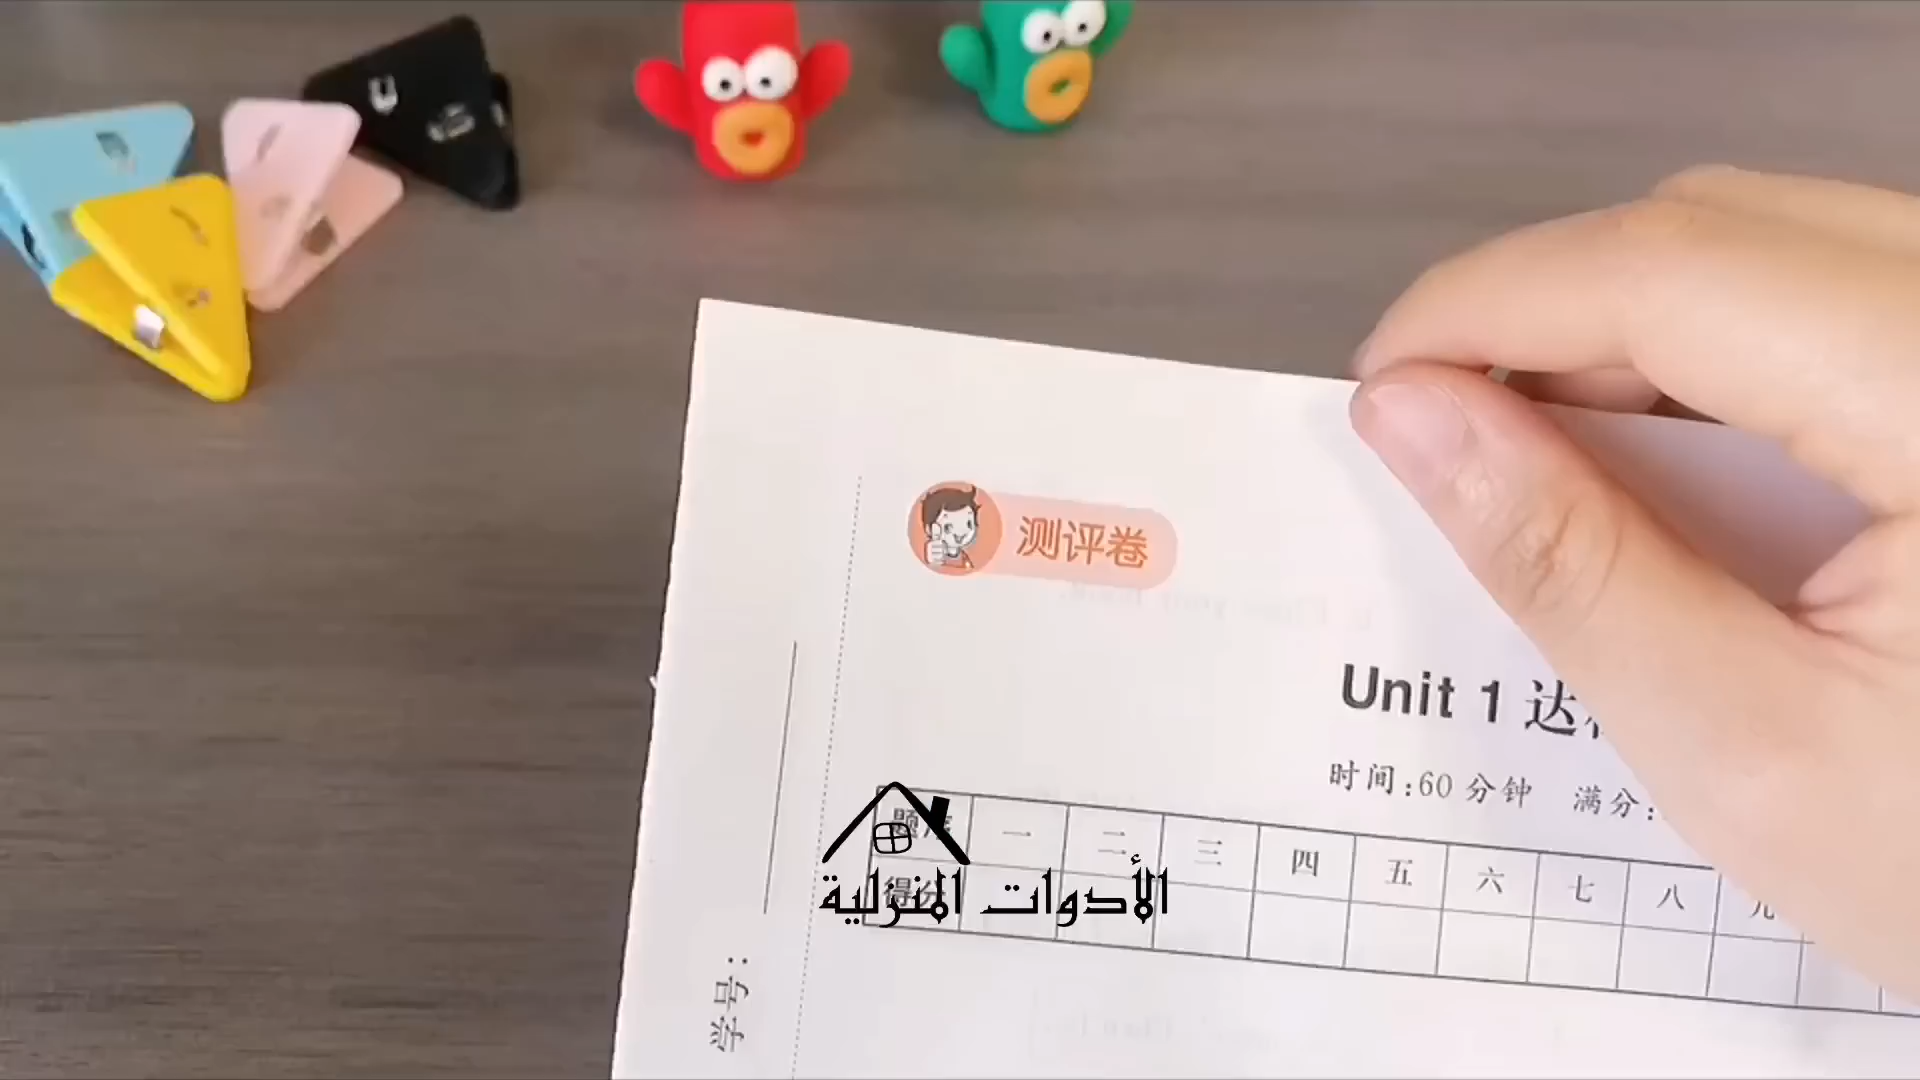 测评卷
Unit 1 达
时间:60 分钟 满分:
一 二 三 四 五 六 七 八 九
得分
الأدوات المنزلية
学号: